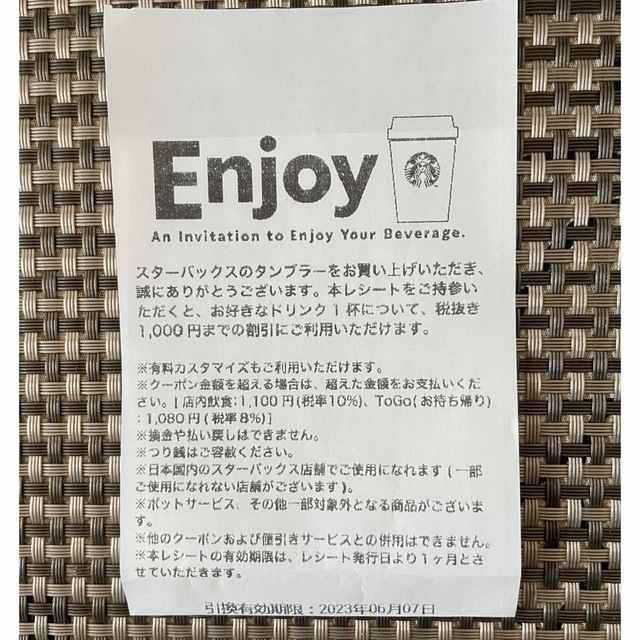 Enjoy
An Invitation to Enjoy Your Beverage.
スターバックスのタンブラーをお買い上げいただき、
誠にありがとうございます。本レシートをご持参い
ただくと、お好きなドリンク1杯について、税抜き
1,000円までの割引にご利用いただけます。
※有料カスタマイズもご利用いただけます。
※クーポン金額を超える場合は、超えた金額をお支払いくだ
さい。[店内飲食:1,100円(税率10%)、ToGo(お持ち帰り)
:1,080円(税率8%)]
※換金や払い戻しはできません。
※つり銭はご容赦ください。
※日本国内のスターバックス店舗でご使用になれます(一部
ご使用になれない店舗がございます)。
※ポットサービス、その他一部対象外となる商品がございま
す。
※他のクーポンおよび値引きサービスとの併用はできません。
※本レシートの有効期限は、レシート発行日より1ヶ月とさ
せていただきます。
引換有効期限:2023年06月07日